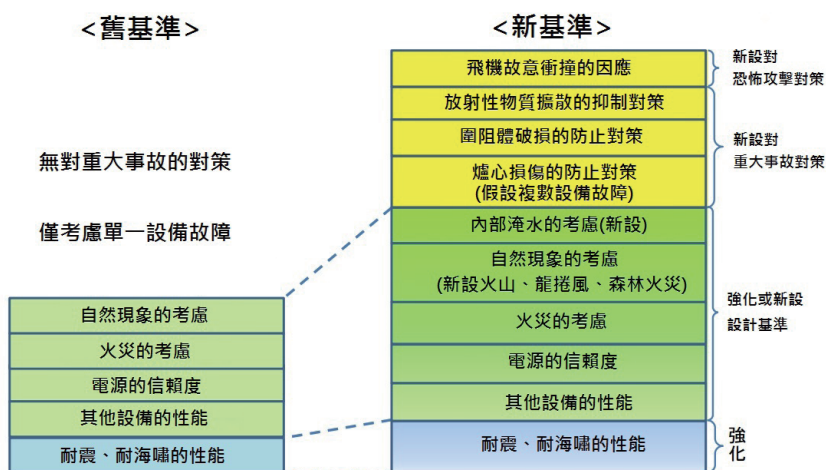 <舊基準>
無對重大事故的對策
僅考慮單一設備故障
自然現象的考慮
火災的考慮
電源的信賴度
其他設備的性能
耐震、耐海嘯的性能
<新基準>
飛機故意衝撞的因應
放射性物質擴散的抑制對策
圍阻體破損的防止對策
爐心損傷的防止對策
(假設複數設備故障)
內部淹水的考慮(新設)
自然現象的考慮
(新設火山、龍捲風、森林火災)
火災的考慮
電源的信賴度
其他設備的性能
耐震、耐海嘯的性能
新設對
恐怖攻擊對策
新設對
重大事故對策
強化或新設
設計基準
強
化